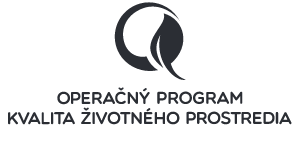 OPERAČNÝ PROGRAM
KVALITA ŽIVOTNÉHO PROSTREDIA